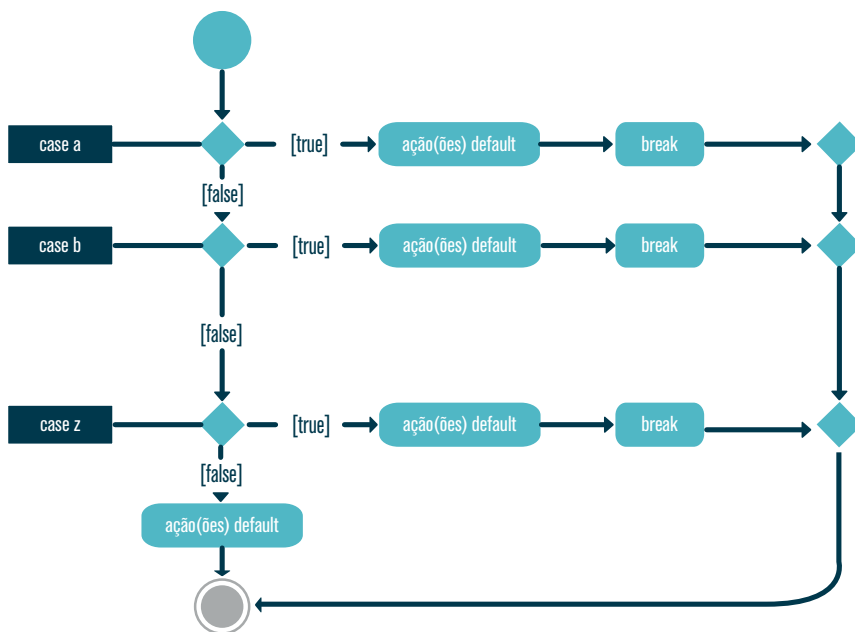 case a
[true]
ação(ões) default
break
[false]
case b
[true]
ação(ões) default
break
[false]
case z
[true]
ação(ões) default
break
[false]
ação(ões) default